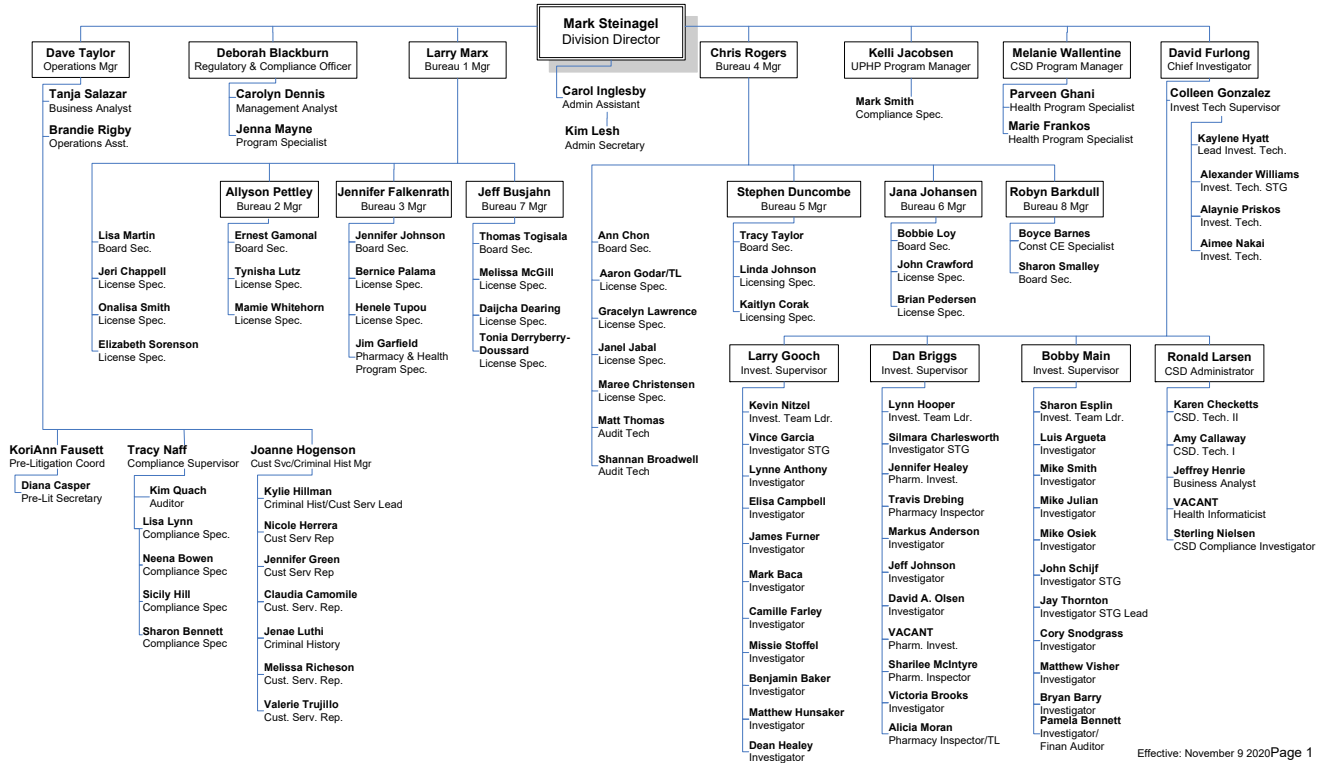 Mark Steinagel
Division Director
Dave Taylor
Operations Mgr
Deborah Blackburn
Regulatory & Compliance Officer
Larry Marx
Bureau 1 Mgr
Chris Rogers
Bureau 4 Mgr
Kelli Jacobsen
UPHP Program Manager
Melanie Wallentine
CSD Program Manager
David Furlong
Chief Investigator
Tanja Salazar
Business Analyst
Brandie Rigby
Operations Asst.
Carolyn Dennis
Management Analyst
Jenna Mayne
Program Specialist
Carol Inglesby
Admin Assistant
Kim Lesh
Admin Secretary
Mark Smith
Compliance Spec.
Parveen Ghani
Health Program Specialist
Marie Frankos
Health Program Specialist
Colleen Gonzalez
Invest Tech Supervisor
Kaylene Hyatt
Lead Invest. Tech.
Alexander Williams
Invest. Tech. STG
Alaynie Priskos
Invest. Tech.
Aimee Nakai
Invest. Tech.
Lisa Martin
Board Sec.
Jeri Chappell
License Spec.
Onalisa Smith
License Spec.
Elizabeth Sorenson
License Spec.
Allyson Pettley
Bureau 2 Mgr
Ernest Gamonal
Board Sec.
Tynisha Lutz
License Spec.
Mamie Whitehorn
License Spec.
Jennifer Falkenrath
Bureau 3 Mgr
Jennifer Johnson
Board Sec.
Bernice Palama
License Spec.
Henele Tupou
License Spec.
Jim Garfield
Pharmacy & Health
Program Spec.
Jeff Busjahn
Bureau 7 Mgr
Thomas Togisala
Board Sec.
Melissa McGill
License Spec.
Daijcha Dearing
License Spec.
Tonia Derryberry-
Doussard
License Spec.
Ann Chon
Board Sec.
Aaron Godar/TL
License Spec.
Gracelyn Lawrence
License Spec.
Janel Jabal
License Spec.
Maree Christensen
License Spec.
Matt Thomas
Audit Tech
Shannan Broadwell
Audit Tech
Stephen Duncombe
Bureau 5 Mgr
Tracy Taylor
Board Sec.
Linda Johnson
Licensing Spec.
Kaitlyn Corak
Licensing Spec.
Jana Johansen
Bureau 6 Mgr
Bobbie Loy
Board Sec.
John Crawford
License Spec.
Brian Pedersen
License Spec.
Robyn Barkdull
Bureau 8 Mgr
Boyce Barnes
Const CE Specialist
Sharon Smalley
Board Sec.
KoriAnn Fausett
Pre-Litigation Coord
Diana Casper
Pre-Lit Secretary
Tracy Naff
Compliance Supervisor
Kim Quach
Auditor
Lisa Lynn
Compliance Spec.
Neena Bowen
Compliance Spec
Sicily Hill
Compliance Spec
Sharon Bennett
Compliance Spec
Joanne Hogenson
Cust Svc/Criminal Hist Mgr
Kylie Hillman
Criminal Hist/Cust Serv Lead
Nicole Herrera
Cust Serv Rep
Jennifer Green
Cust Serv Rep
Claudia Camomile
Cust. Serv. Rep.
Jenae Luthi
Criminal History
Melissa Richeson
Cust. Serv. Rep.
Valerie Trujillo
Cust. Serv. Rep.
Larry Gooch
Invest. Supervisor
Kevin Nitzel
Invest. Team Ldr.
Vince Garcia
Investigator STG
Lynne Anthony
Investigator
Elisa Campbell
Investigator
James Furner
Investigator
Mark Baca
Investigator
Camille Farley
Investigator
Missie Stoffel
Investigator
Benjamin Baker
Investigator
Matthew Hunsaker
Investigator
Dean Healey
Investigator
Dan Briggs
Invest. Supervisor
Lynn Hooper
Invest. Team Ldr.
Silmara Charlesworth
Investigator STG
Jennifer Healey
Pharm. Invest.
Travis Drebing
Pharmacy Inspector
Markus Anderson
Investigator
Jeff Johnson
Investigator
David A. Olsen
Investigator
VACANT
Pharm. Invest.
Sharilee McIntyre
Pharm. Inspector
Victoria Brooks
Investigator
Alicia Moran
Pharmacy Inspector/TL
Bobby Main
Invest. Supervisor
Sharon Esplin
Invest. Team Ldr.
Luis Argueta
Investigator
Mike Smith
Investigator
Mike Julian
Investigator
Mike Osiek
Investigator
John Schijf
Investigator STG
Jay Thornton
Investigator STG Lead
Cory Snodgrass
Investigator
Matthew Visher
Investigator
Bryan Barry
Investigator
Pamela Bennett
Investigator/
Finan Auditor
Ronald Larsen
CSD Administrator
Karen Checketts
CSD. Tech. II
Amy Callaway
CSD. Tech. I
Jeffrey Henrie
Business Analyst
VACANT
Health Informaticist
Sterling Nielsen
CSD Compliance Investigator
Effective: November 9 2020Page 1